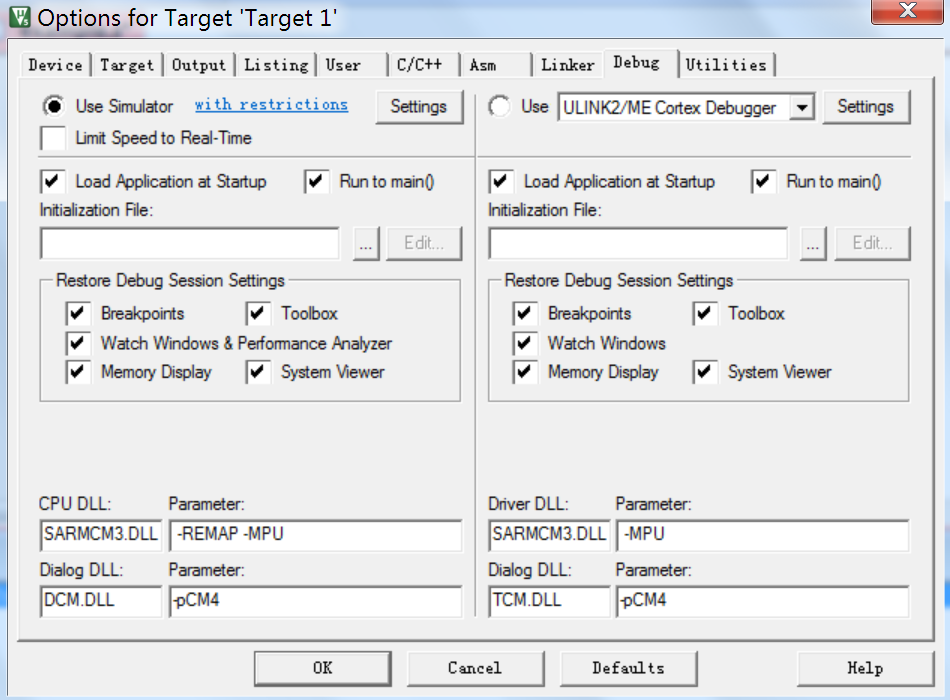 Options for Target 'Target 1'
Device Target Output Listing User C/C++ Asm Linker Debug Utilities
Use Simulator with restrictions Settings
Limit Speed to Real-Time
Use ULINK2/ME Cortex Debugger Settings
Load Application at Startup Run to main()
Initialization File:
... Edit...
Restore Debug Session Settings
Breakpoints Toolbox
Watch Windows & Performance Analyzer
Memory Display System Viewer
Load Application at Startup Run to main()
Initialization File:
... Edit...
Restore Debug Session Settings
Breakpoints Toolbox
Watch Windows
Memory Display System Viewer
CPU DLL: Parameter:
SARMCM3.DLL -REMAP -MPU
Dialog DLL: Parameter:
DCM.DLL -pCM4
Driver DLL: Parameter:
SARMCM3.DLL -MPU
Dialog DLL: Parameter:
TCM.DLL -pCM4
OK Cancel Defaults Help